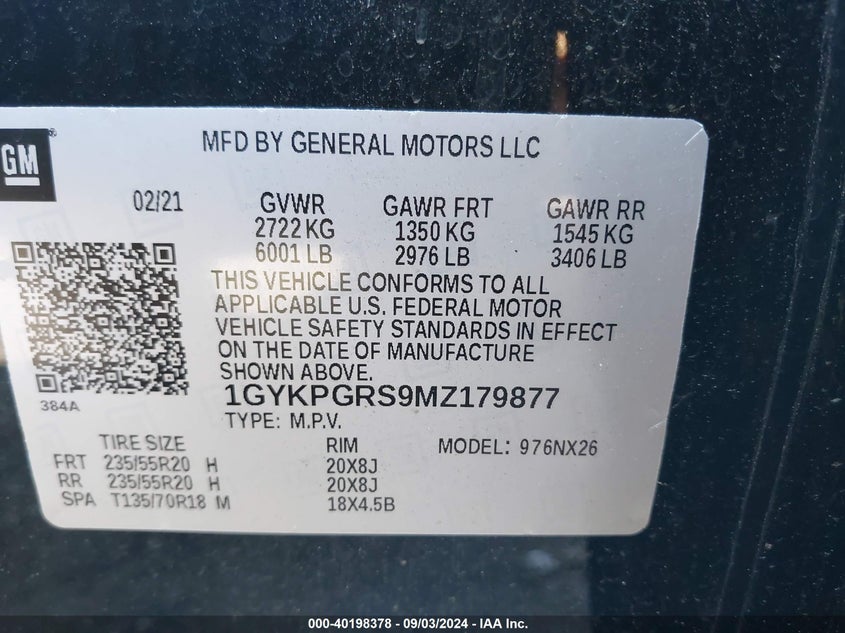 GM
MFD BY GENERAL MOTORS LLC
02/21 GVWR GAWR FRT GAWR RR
2722 KG 1350 KG 1545 KG
6001 LB 2976 LB 3406 LB
THIS VEHICLE CONFORMS TO ALL
APPLICABLE U.S. FEDERAL MOTOR
VEHICLE SAFETY STANDARDS IN EFFECT
ON THE DATE OF MANUFACTURE
SHOWN ABOVE.
384A
1GYKPGRS9MZ179877
TYPE: M.P.V.
TIRE SIZE RIM MODEL: 976NX26
FRT 235/55R20 H 20X8J
RR 235/55R20 H 20X8J
SPA T135/70R18 M 18X4.5B
000-40198378 - 09/03/2024 - IAA Inc.